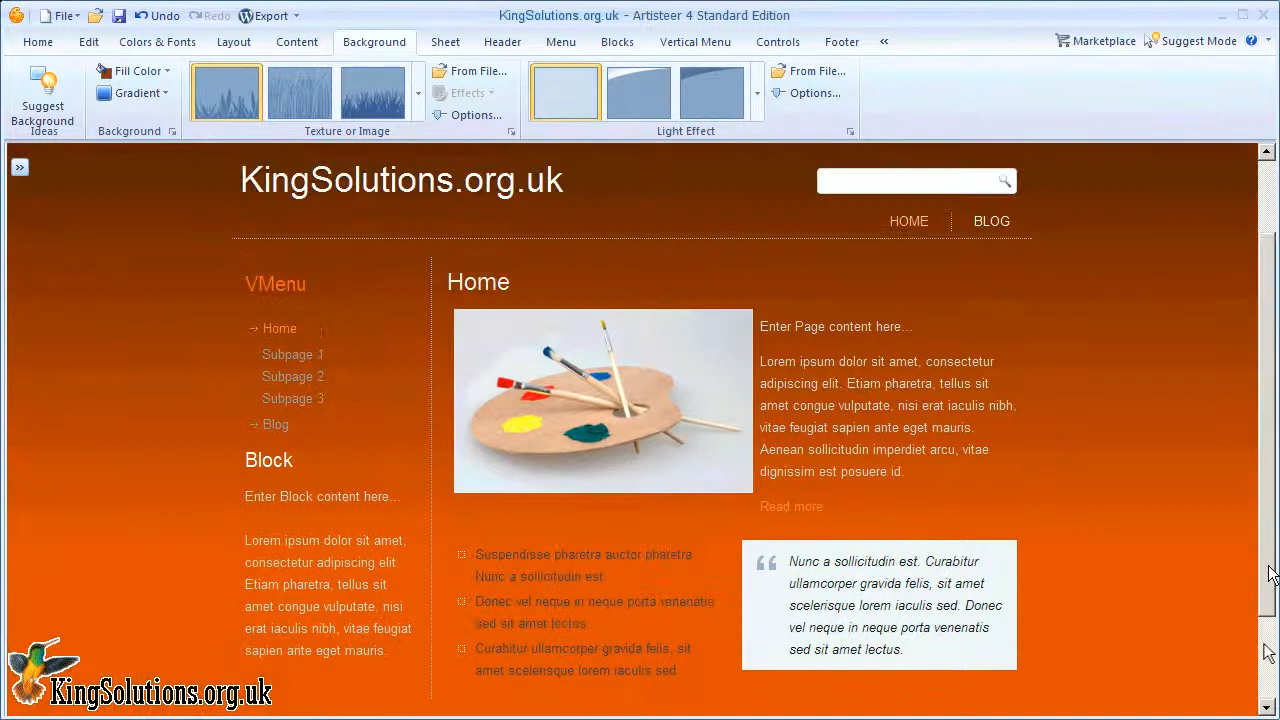 KingSolutions.org.uk - Artisteer 4 Standard Edition
File Undo Redo Export
Home Edit Colors & Fonts Layout Content Background Sheet Header Menu Blocks Vertical Menu Controls Footer « Marketplace Suggest Mode ?
Suggest
Background
Ideas
Fill Color
Gradient
Background
From File...
Effects
Options...
Texture or Image
From File...
Options...
Light Effect
»
KingSolutions.org.uk
HOME BLOG
VMenu
Home
Subpage 1
Subpage 2
Subpage 3
Blog
Block
Enter Block content here...
Lorem ipsum dolor sit amet,
consectetur adipiscing elit.
Etiam pharetra, tellus sit
amet congue vulputate, nisi
erat iaculis nibh, vitae feugiat
sapien ante eget mauris.
Home
Enter Page content here...
Lorem ipsum dolor sit amet, consectetur
adipiscing elit. Etiam pharetra, tellus sit
amet congue vulputate, nisi erat iaculis nibh,
vitae feugiat sapien ante eget mauris.
Aenean sollicitudin imperdiet arcu, vitae
dignissim est posuere id.
Read more
Suspendisse pharetra auctor pharetra
Nunc a sollicitudin est.
Donec vel neque in neque porta venenatis
sed sit amet lectus.
Curabitur ullamcorper gravida felis, sit
amet scelerisque lorem iaculis sed
“ Nunc a sollicitudin est. Curabitur
ullamcorper gravida felis, sit amet
scelerisque lorem iaculis sed. Donec
vel neque in neque porta venenatis
sed sit amet lectus.
KingSolutions.org.uk